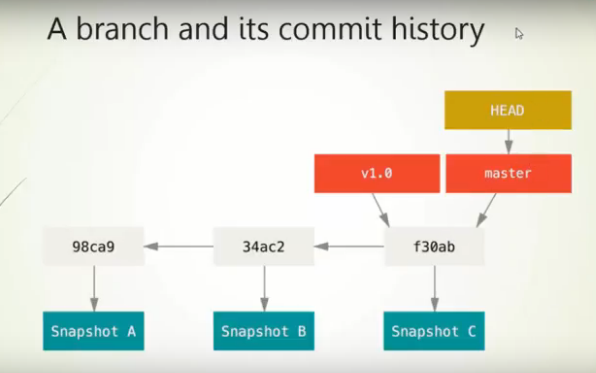 A branch and its commit history
HEAD
v1.0 master
98ca9 34ac2 f30ab
Snapshot A Snapshot B Snapshot C